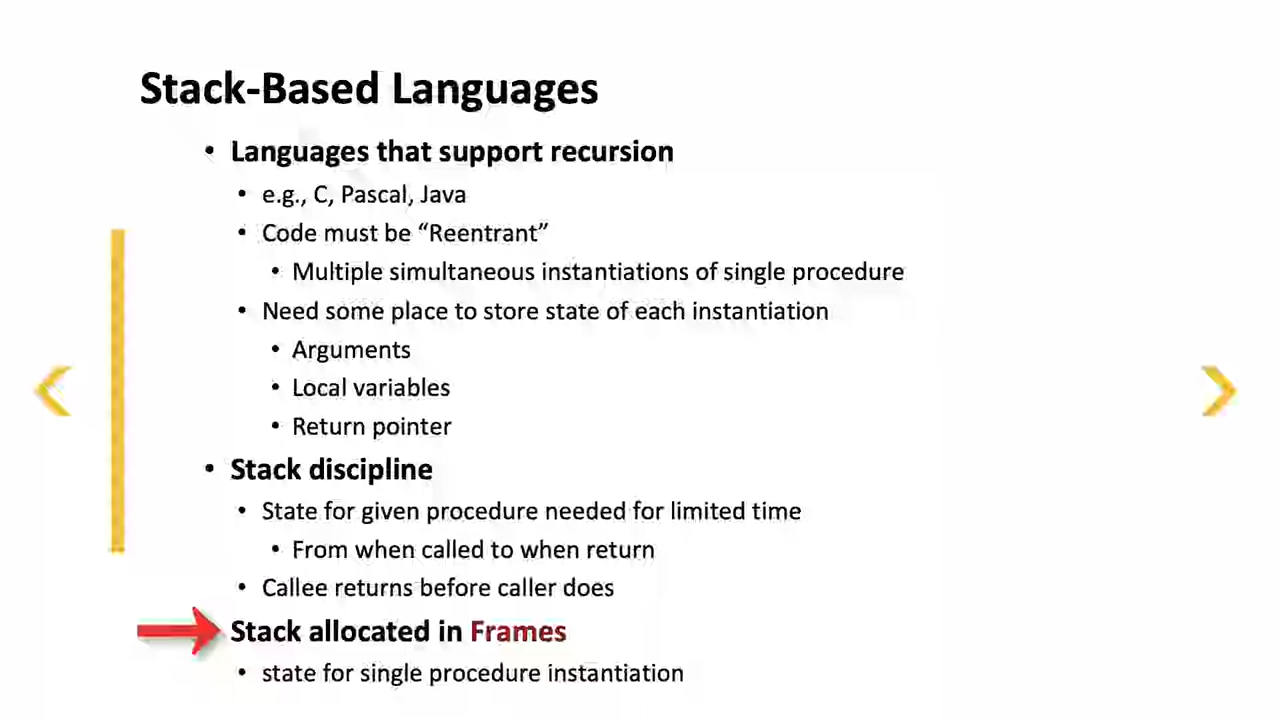 Stack-Based Languages
• Languages that support recursion
• e.g., C, Pascal, Java
• Code must be “Reentrant”
• Multiple simultaneous instantiations of single procedure
• Need some place to store state of each instantiation
• Arguments
• Local variables
• Return pointer
• Stack discipline
• State for given procedure needed for limited time
• From when called to when return
• Callee returns before caller does
Stack allocated in Frames
• state for single procedure instantiation